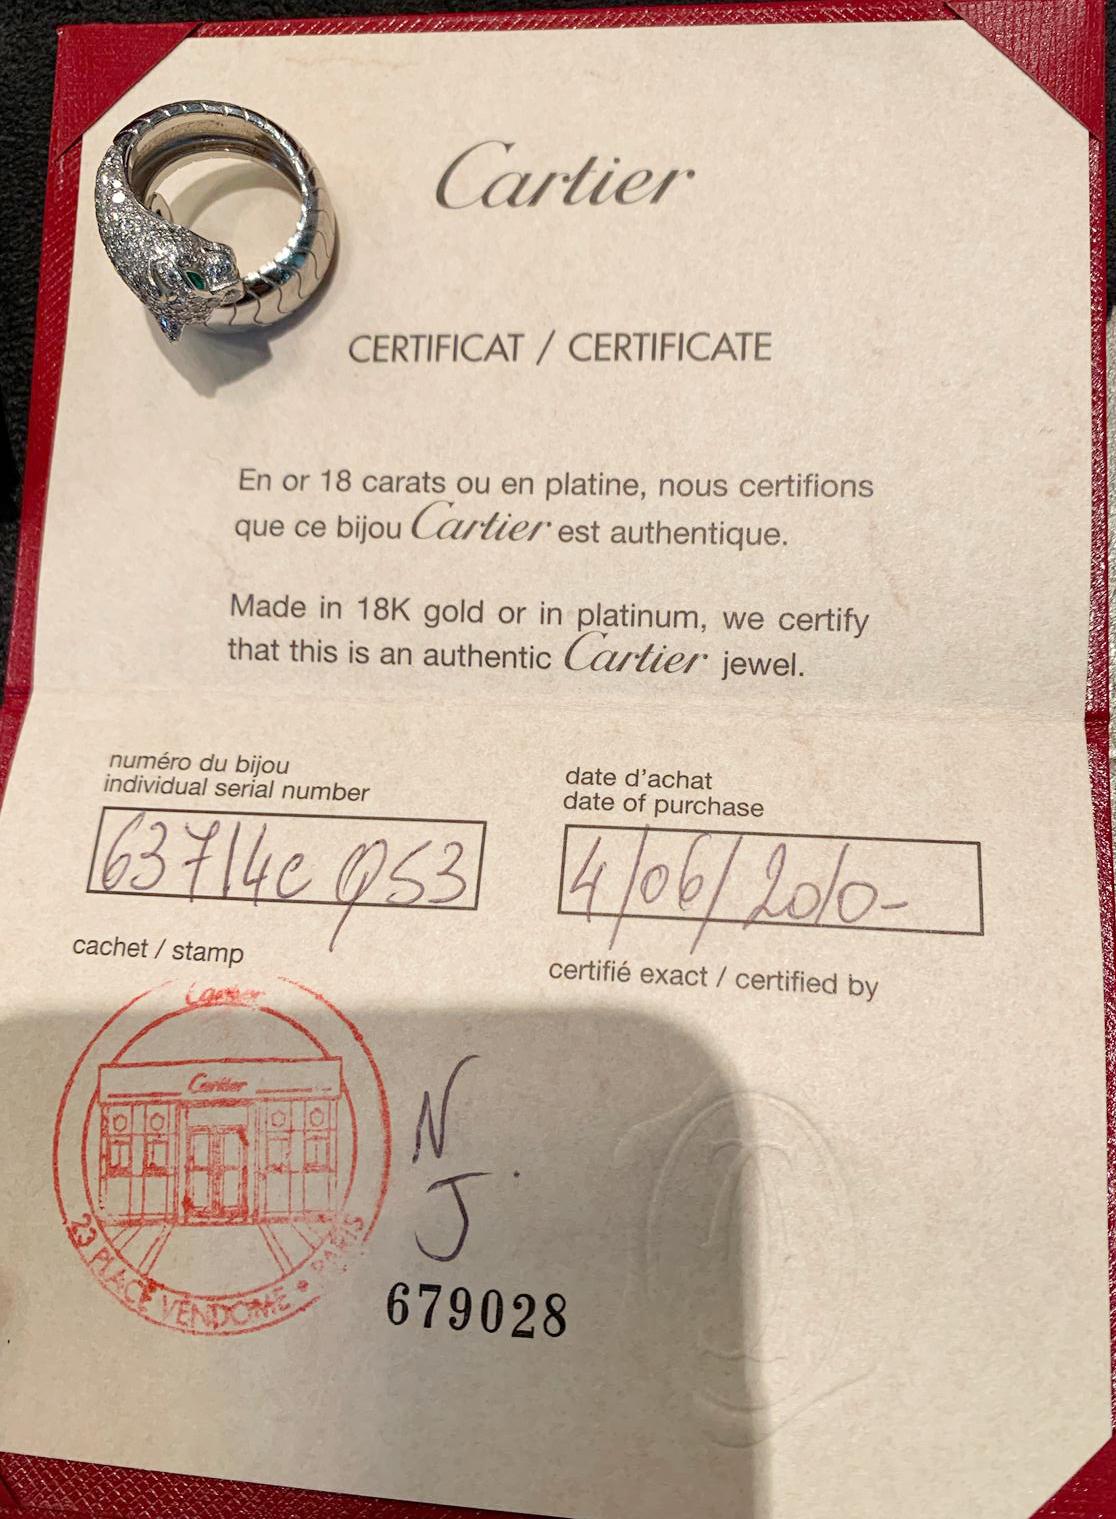 Cartier
CERTIFICAT / CERTIFICATE
En or 18 carats ou en platine, nous certifions
que ce bijou Cartier est authentique.
Made in 18K gold or in platinum, we certify
that this is an authentic Cartier jewel.
numéro du bijou
individual serial number
63714c QS3
date d'achat
date of purchase
4/06/2010-
cachet / stamp
certifié exact / certified by
Cartier
Cartier
23 PLACE VENDOME • PARIS
N
J
679028